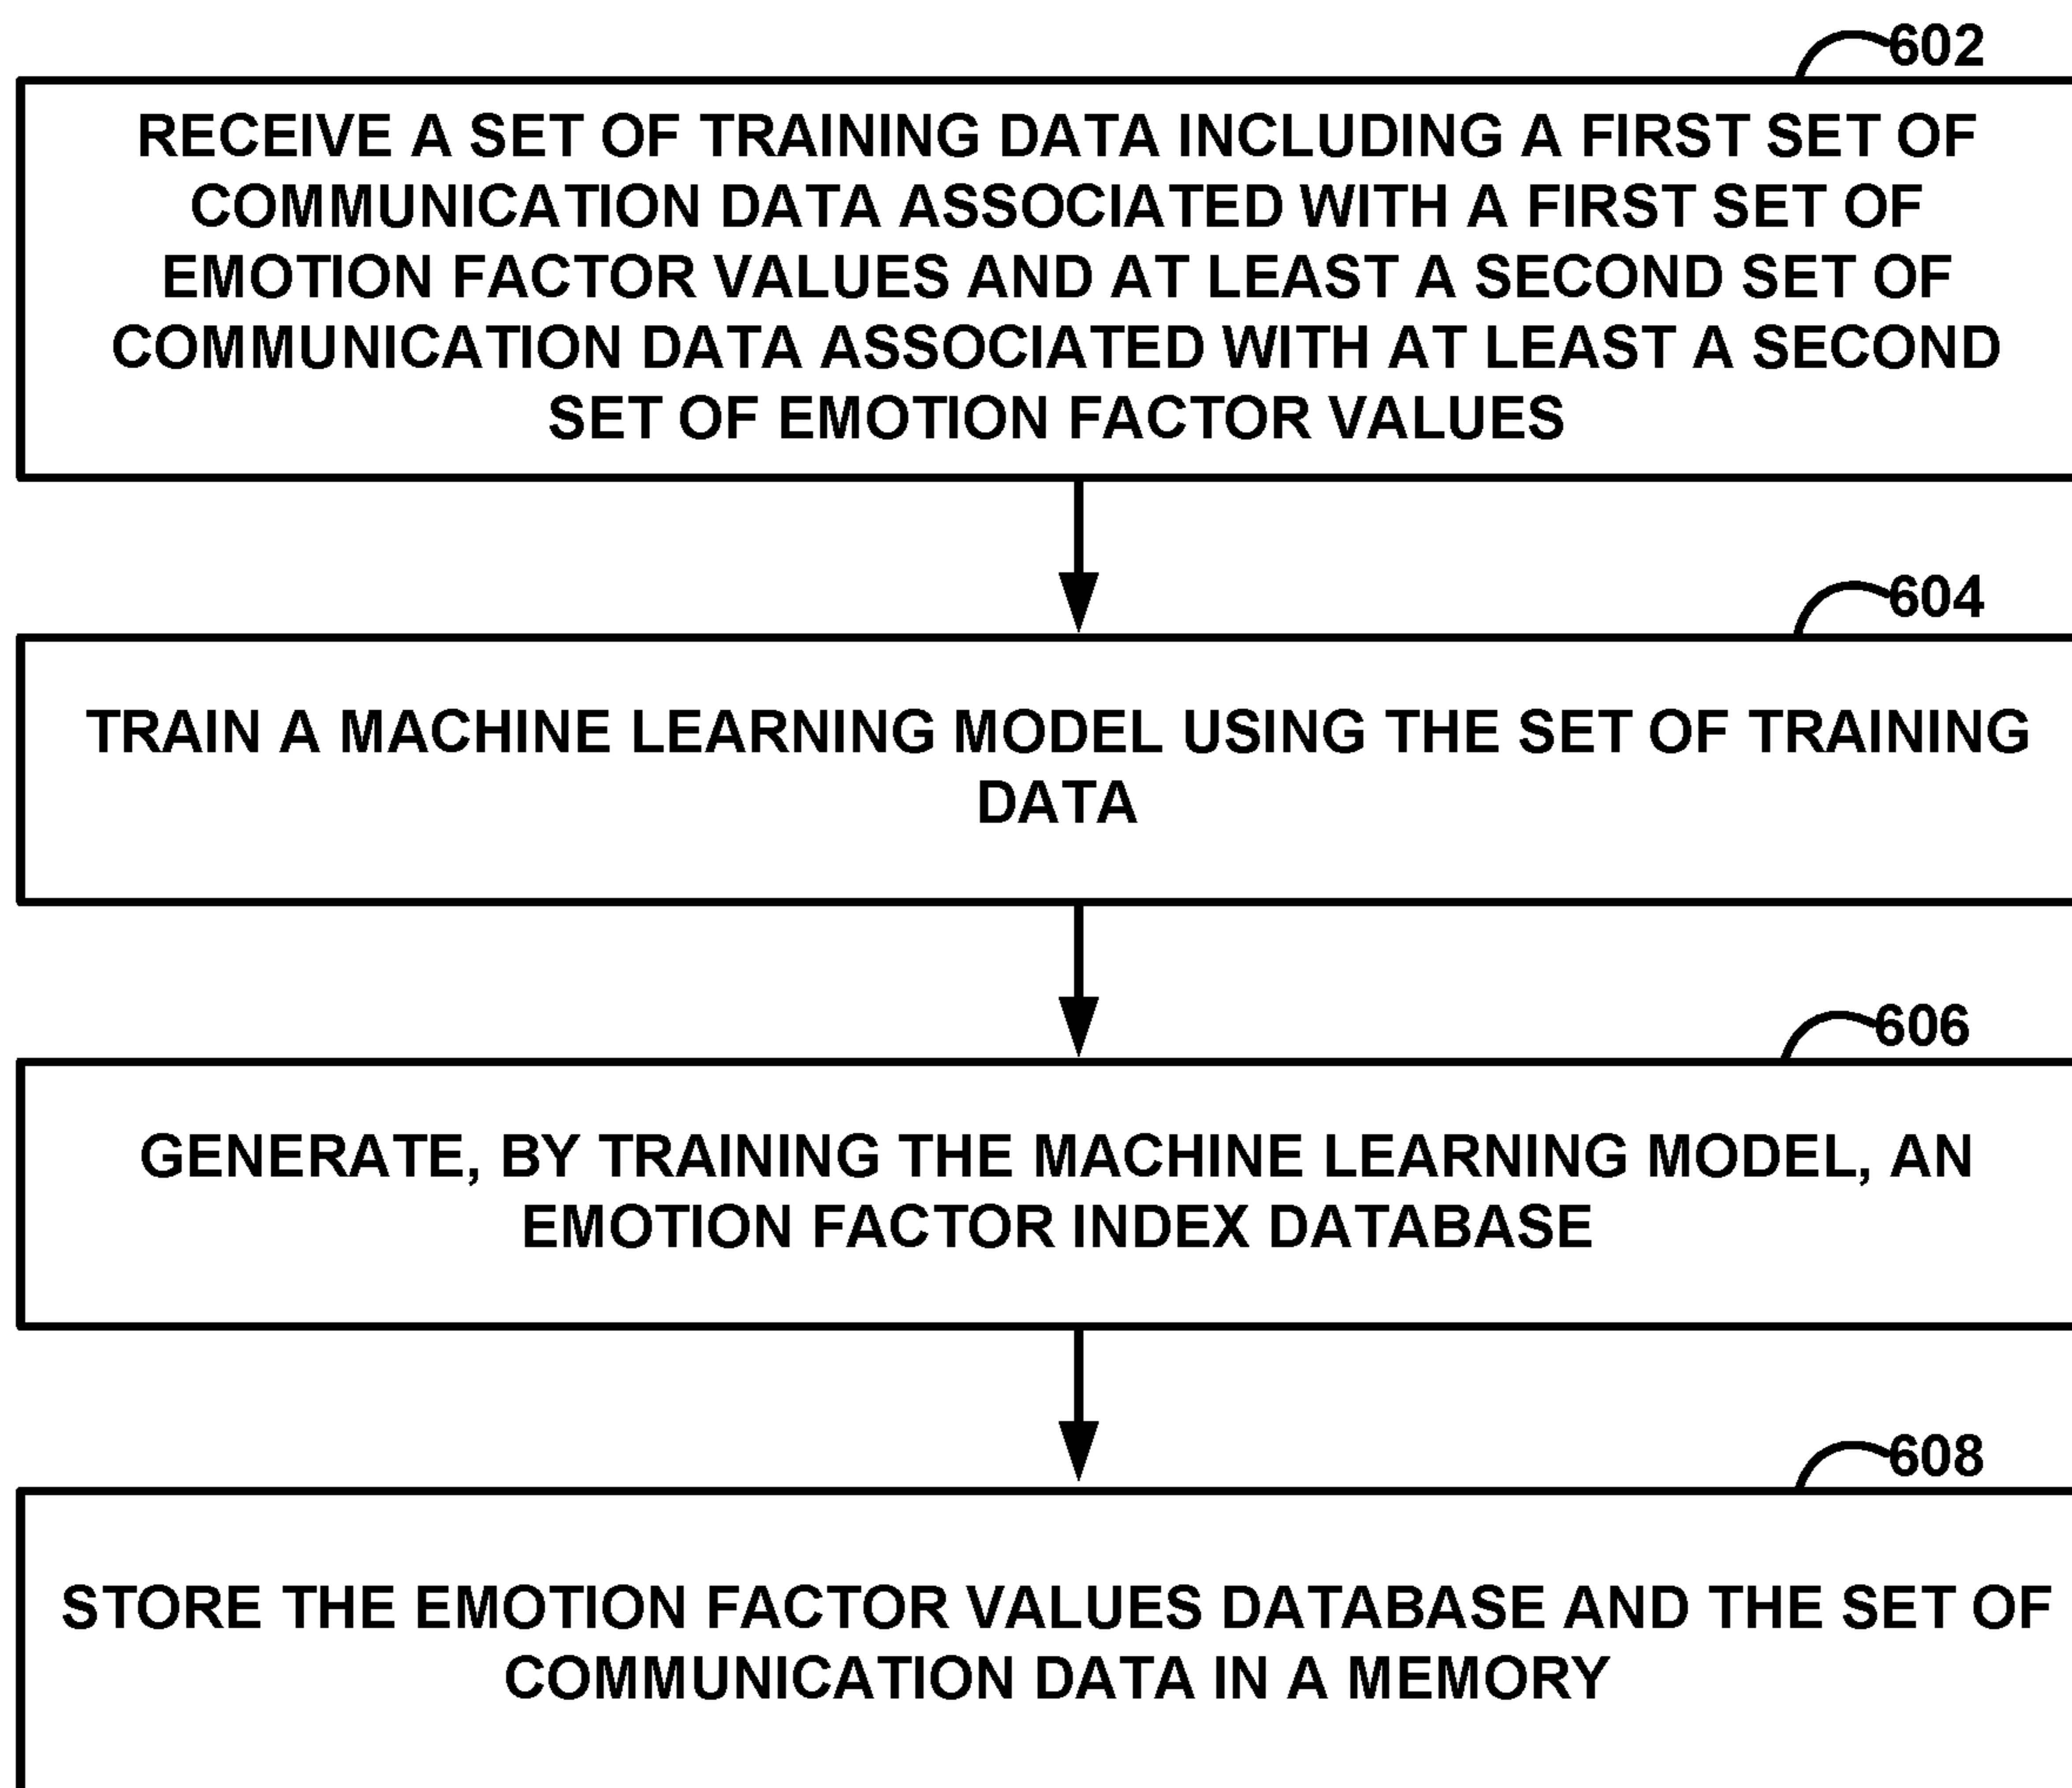 602
RECEIVE A SET OF TRAINING DATA INCLUDING A FIRST SET OF
COMMUNICATION DATA ASSOCIATED WITH A FIRST SET OF
EMOTION FACTOR VALUES AND AT LEAST A SECOND SET OF
COMMUNICATION DATA ASSOCIATED WITH AT LEAST A SECOND
SET OF EMOTION FACTOR VALUES
604
TRAIN A MACHINE LEARNING MODEL USING THE SET OF TRAINING
DATA
606
GENERATE, BY TRAINING THE MACHINE LEARNING MODEL, AN
EMOTION FACTOR INDEX DATABASE
608
STORE THE EMOTION FACTOR VALUES DATABASE AND THE SET OF
COMMUNICATION DATA IN A MEMORY